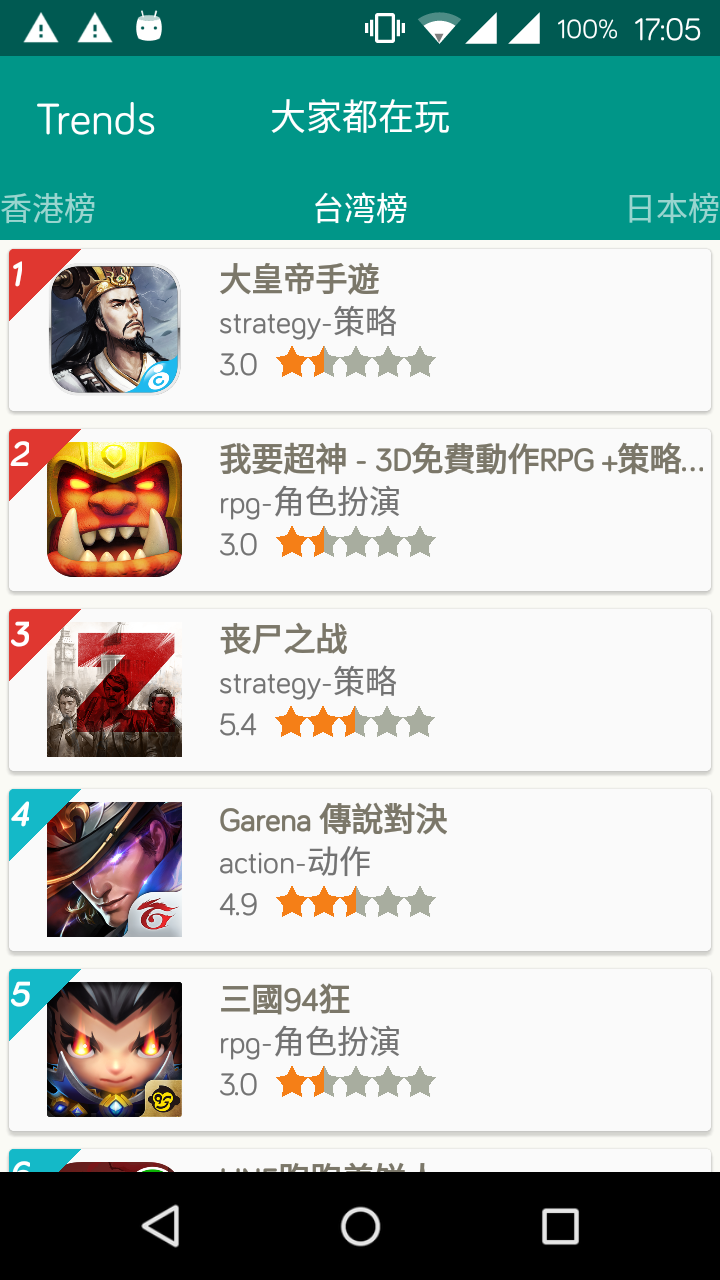 100% 17:05
Trends 大家都在玩
香港榜 台湾榜 日本榜
1
大皇帝手遊
strategy-策略
3.0
2
我要超神 - 3D免費動作RPG +策略...
rpg-角色扮演
3.0
3
丧尸之战
strategy-策略
5.4
4
Garena 傳說對決
action-动作
4.9
5
三國94狂
rpg-角色扮演
3.0
6